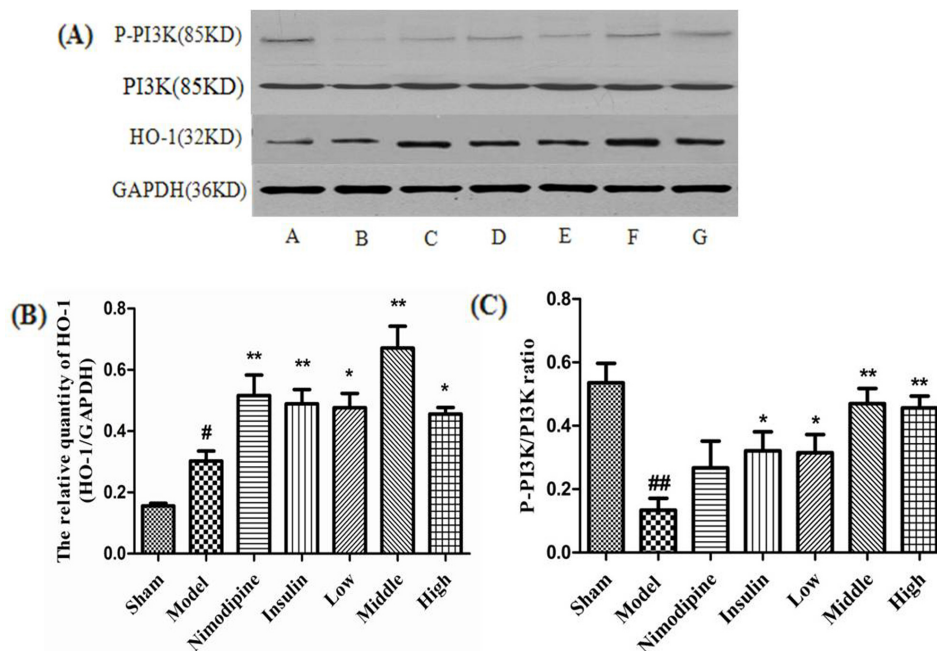 (A)
P-PI3K(85KD)
PI3K(85KD)
HO-1(32KD)
GAPDH(36KD)
A B C D E F G
(B)
The relative quantity of HO-1
(HO-1/GAPDH)
0.8
0.6
0.4
0.2
0.0
# ** ** * ** *
Sham Model Nimodipine Insulin Low Middle High
(C)
P-PI3K/PI3K ratio
0.8
0.6
0.4
0.2
0.0
## * * ** **
Sham Model Nimodipine Insulin Low Middle High